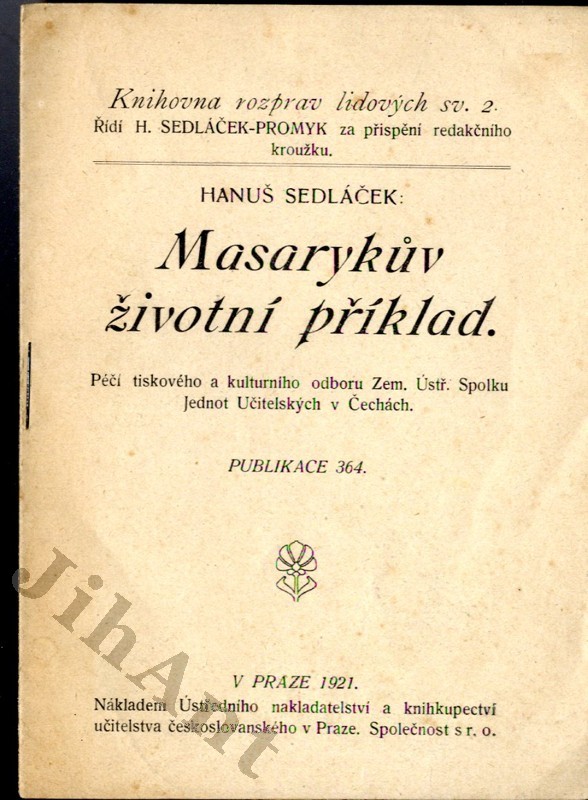 Knihovna rozprav lidových sv. 2.
Řídí H. SEDLÁČEK-PROMYK za přispění redakčního
kroužku.
HANUŠ SEDLÁČEK:
Masarykův
životní příklad.
Péčí tiskového a kulturního odboru Zem. Ústř. Spolku
Jednot Učitelských v Čechách.
PUBLIKACE 364.
V PRAZE 1921.
Nákladem Ústředního nakladatelství a knihkupectví
učitelstva československého v Praze. Společnost s r. o.
JihAnt